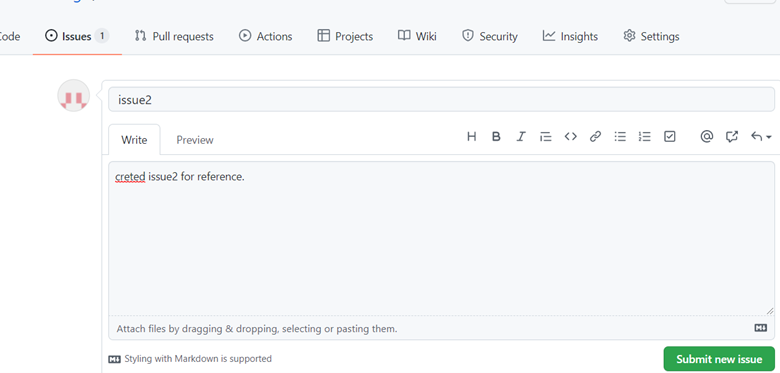 Code Issues 1 Pull requests Actions Projects Wiki Security Insights Settings
issue2
Write Preview H B I @
creted issue2 for reference.
Attach files by dragging & dropping, selecting or pasting them.
Styling with Markdown is supported Submit new issue